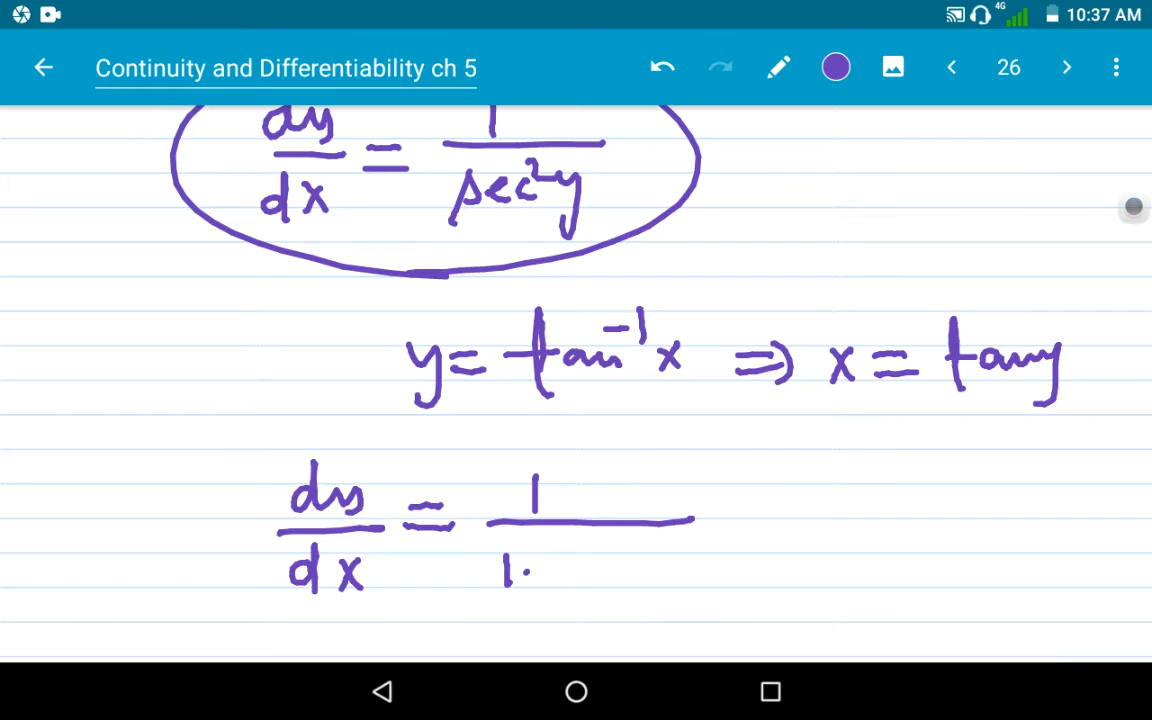 4G 10:37 AM
Continuity and Differentiability ch 5 26
dy/dx = 1/sec²y
y = tan⁻¹x ⇒ x = tany
dy/dx = 1/1